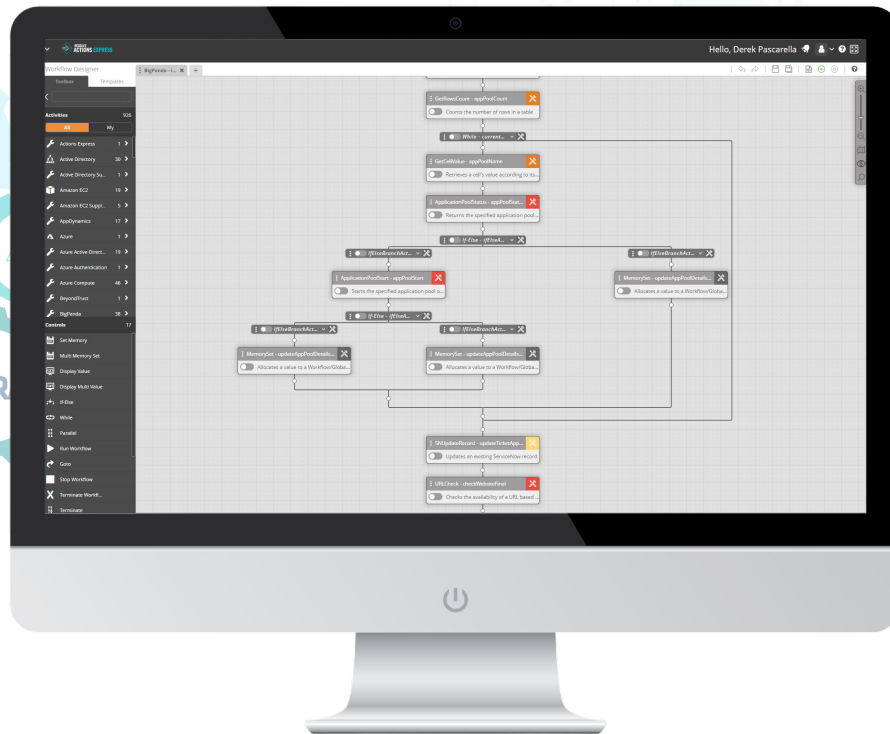 ACTIONS EXPRESS
Hello, Derek Pascarella
Workflow Designer
BigPanda - i...
Toolbox
Templates
Activities 926
All
My
Actions Express 1
Active Directory 30
Active Directory Su... 1
Amazon EC2 19
Amazon EC2 Suppt... 5
AppDynamics 17
Azure 1
Azure Active Direct... 19
Azure Authentication 1
Azure Compute 46
BeyondTrust 1
BigPanda 38
Controls 17
Set Memory
Multi Memory Set
Display Value
Display Multi Value
If-Else
While
Parallel
Run Workflow
Goto
Stop Workflow
Terminate Workfl...
Terminate
GetRowsCount - appPoolCount
Counts the number of rows in a table
While - current...
GetCellValue - appPoolName
Retrieves a cell's value according to its...
ApplicationPoolStatus - appPoolStat...
Returns the specified application pool...
If-Else - ifElseA...
IfElseBranchAct...
IfElseBranchAct...
ApplicationPoolStart - appPoolStart
Starts the specified application pool o...
MemorySet - updateAppPoolDetails...
Allocates a value to a Workflow/Globa...
If-Else - ifElseA...
IfElseBranchAct...
IfElseBranchAct...
MemorySet - updateAppPoolDetails...
Allocates a value to a Workflow/Globa...
MemorySet - updateAppPoolDetails...
Allocates a value to a Workflow/Globa...
SNUpdateRecord - updateTicketApp...
Updates an existing ServiceNow record
URLCheck - checkWebsiteFinal
Checks the availability of a URL based ...